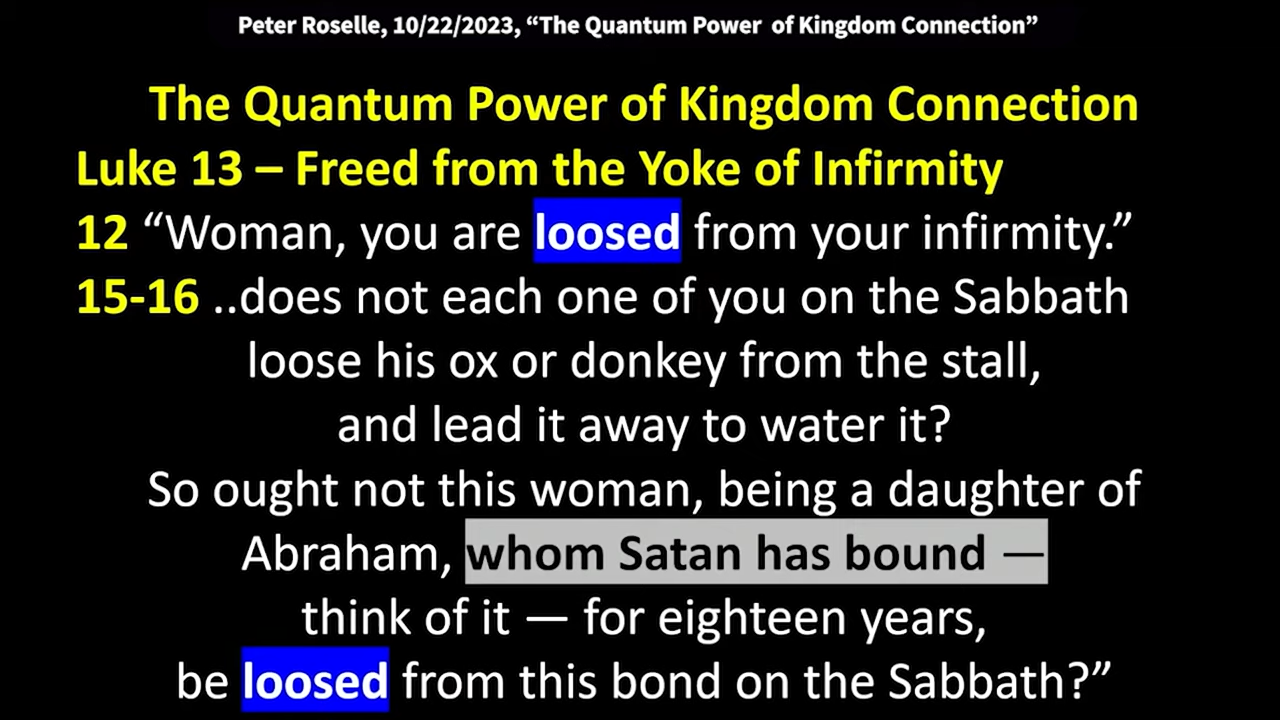 Peter Roselle, 10/22/2023, “The Quantum Power of Kingdom Connection”
The Quantum Power of Kingdom Connection
Luke 13 – Freed from the Yoke of Infirmity
12 “Woman, you are loosed from your infirmity.”
15-16 ..does not each one of you on the Sabbath
loose his ox or donkey from the stall,
and lead it away to water it?
So ought not this woman, being a daughter of
Abraham, whom Satan has bound —
think of it — for eighteen years,
be loosed from this bond on the Sabbath?”